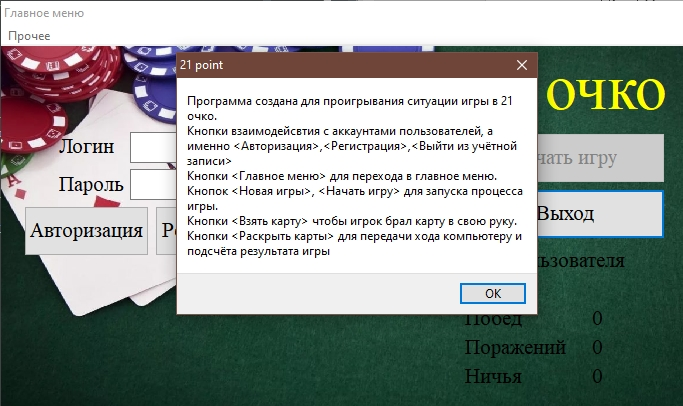 Главное меню
Прочее
21 point
Программа создана для проигрывания ситуации игры в 21
очко.
Кнопки взаимодейсвтия с аккаунтами пользователей, а
именно <Авторизация>,<Регистрация>,<Выйти из учётной
записи>
Кнопки <Главное меню> для перехода в главное меню.
Кнопок <Новая игры>, <Начать игру> для запуска процесса
игры.
Кнопки <Взять карту> чтобы игрок брал карту в свою руку.
Кнопки <Раскрыть карты> для передачи хода компьютеру и
подсчёта результата игры
OK
очко
Логин
Пароль
Авторизация
игру
Выход
Побед 0
Поражений 0
Ничья 0